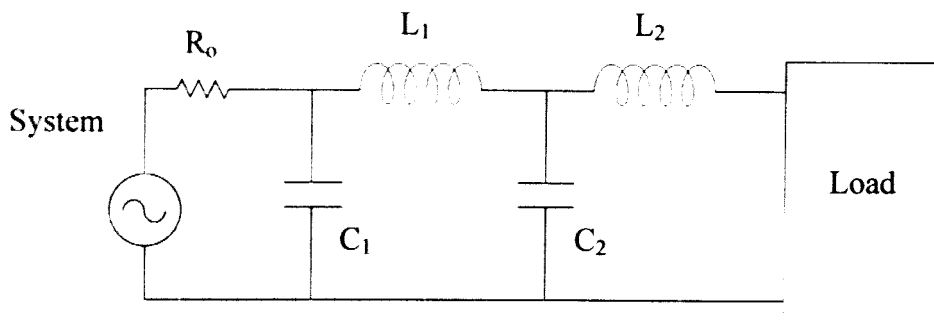 L₁
L₂
Rₒ
System
Load
C₁
C₂